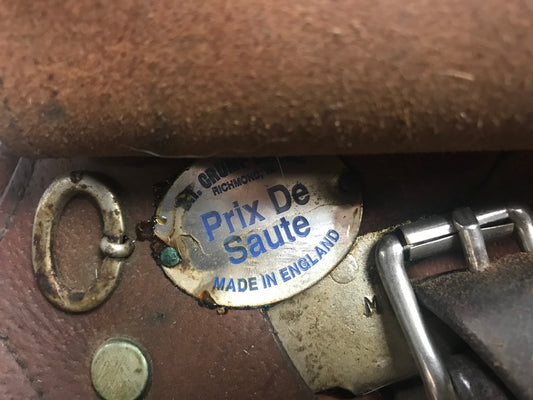 RICHMOND
Prix De
Saute
MADE IN ENGLAND
M